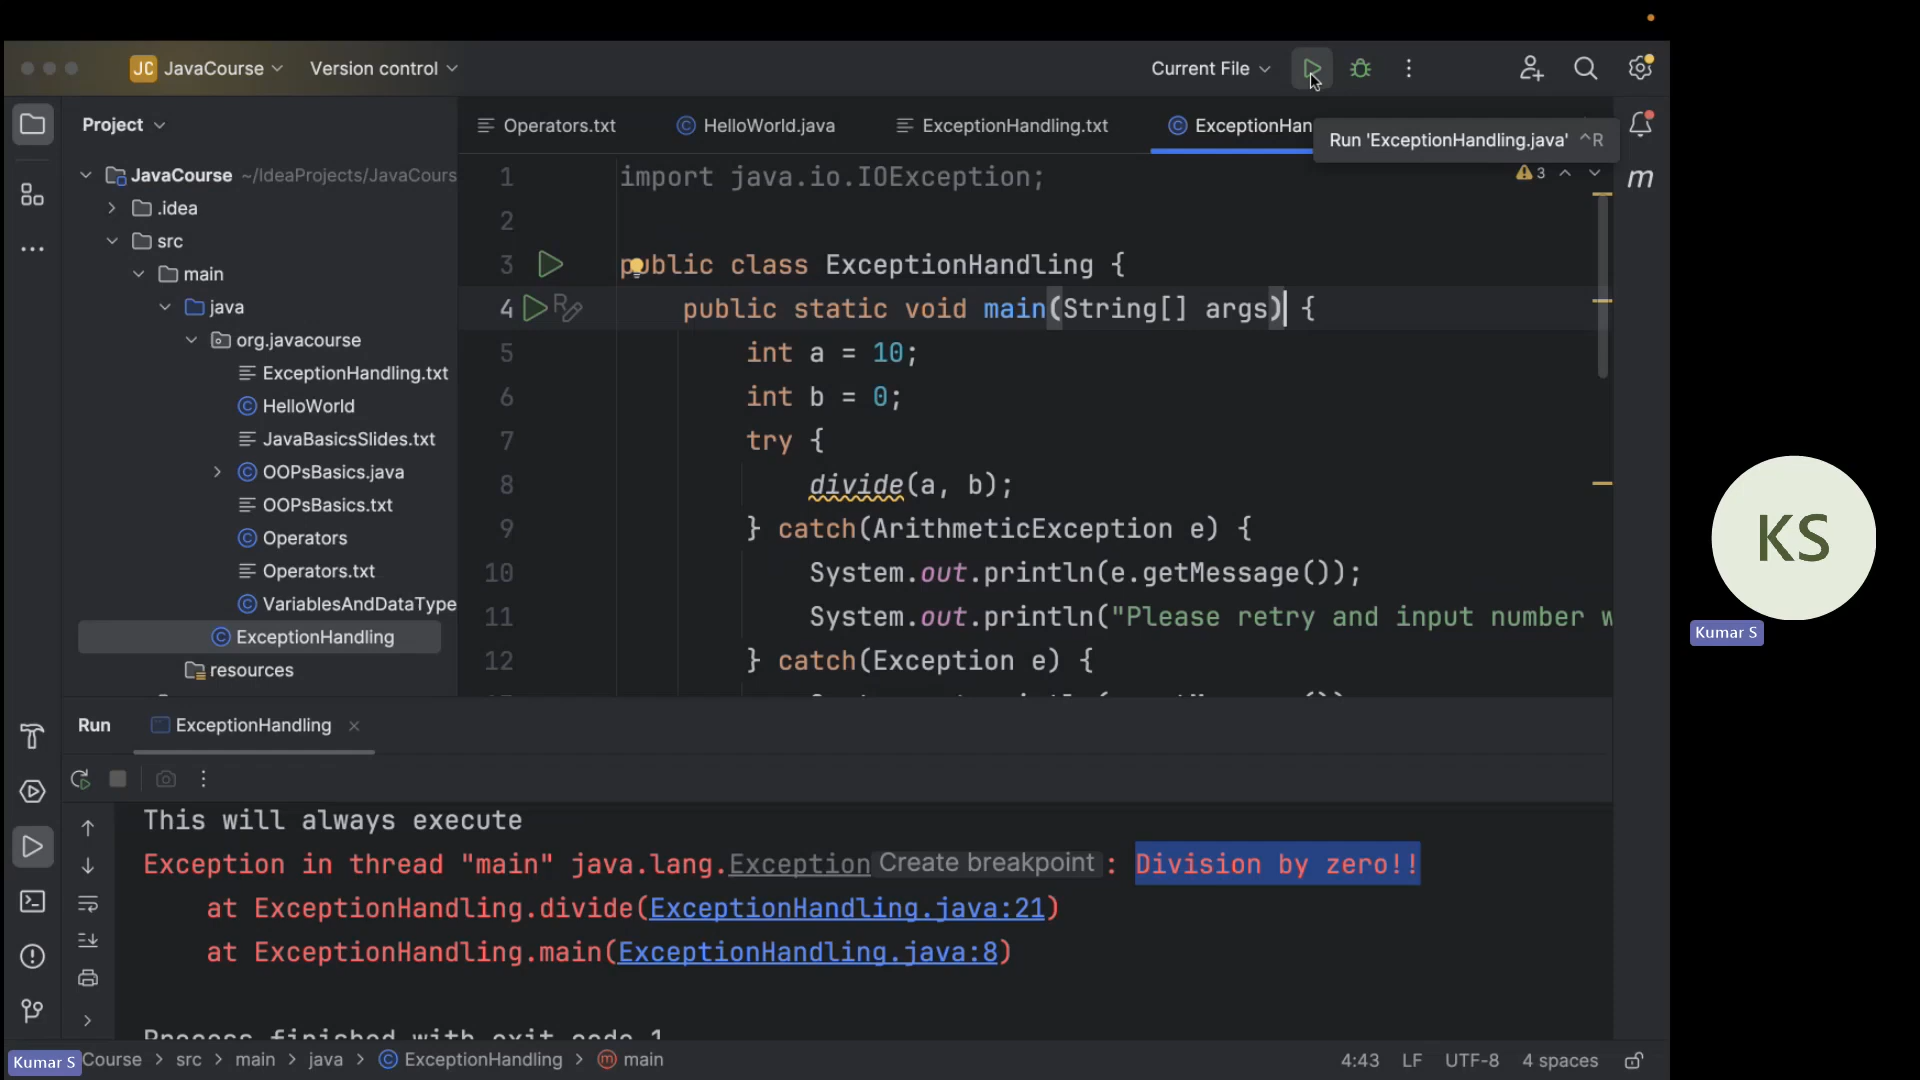 JC JavaCourse Version control Current File
Project
Operators.txt HelloWorld.java ExceptionHandling.txt ExceptionHan
Run 'ExceptionHandling.java' ^R
JavaCourse ~/IdeaProjects/JavaCours
.idea
src
main
java
org.javacourse
ExceptionHandling.txt
HelloWorld
JavaBasicsSlides.txt
OOPsBasics.java
OOPsBasics.txt
Operators
Operators.txt
VariablesAndDataType
ExceptionHandling
resources
3
m
1 import java.io.IOException;
2
3 public class ExceptionHandling {
4 public static void main(String[] args) {
5 int a = 10;
6 int b = 0;
7 try {
8 divide(a, b);
9 } catch(ArithmeticException e) {
10 System.out.println(e.getMessage());
11 System.out.println("Please retry and input number w
12 } catch(Exception e) {
KS
Kumar S
Run ExceptionHandling
This will always execute
Exception in thread "main" java.lang.Exception Create breakpoint : Division by zero!!
at ExceptionHandling.divide(ExceptionHandling.java:21)
at ExceptionHandling.main(ExceptionHandling.java:8)
Process finished with exit code 1
Kumar S Course > src > main > java > ExceptionHandling > main 4:43 LF UTF-8 4 spaces